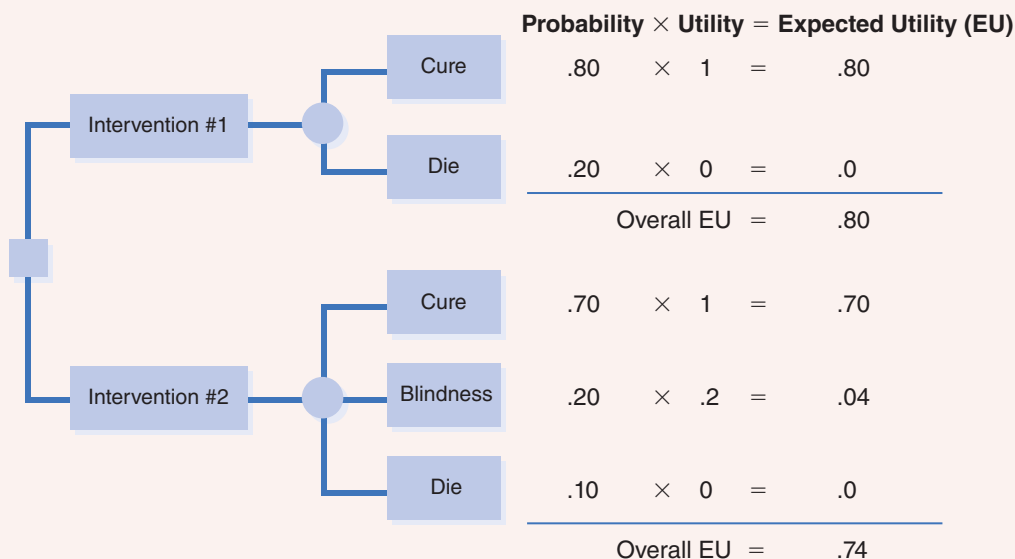 Probability × Utility = Expected Utility (EU)
Cure .80 × 1 = .80
Intervention #1
Die .20 × 0 = .0
Overall EU = .80
Cure .70 × 1 = .70
Intervention #2 Blindness .20 × .2 = .04
Die .10 × 0 = .0
Overall EU = .74